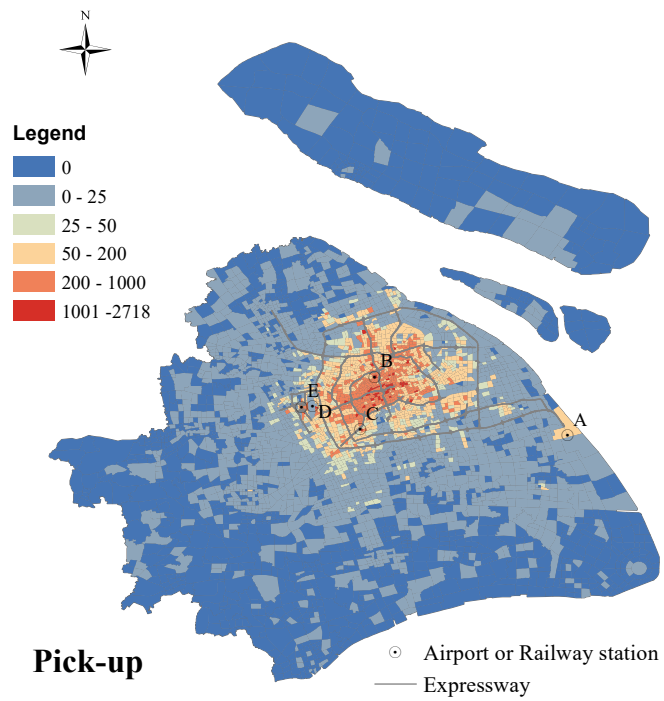 N
Legend
0
0 - 25
25 - 50
50 - 200
200 - 1000
1001 -2718
B
E
D
C
A
Pick-up
Airport or Railway station
Expressway